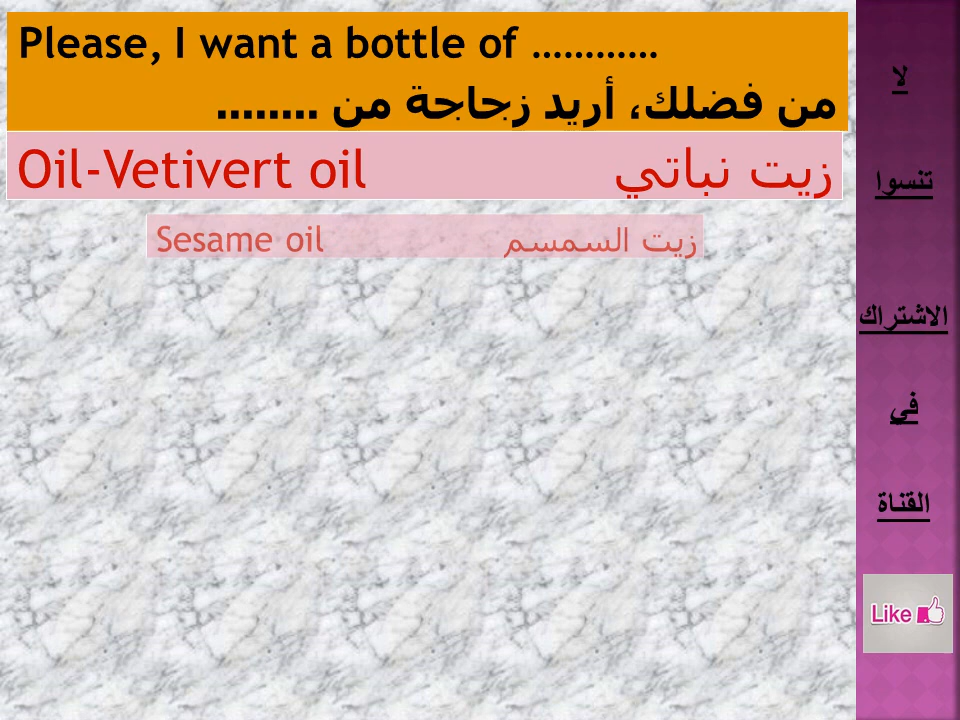 Please, I want a bottle of …………
من فضلك، أريد زجاجة من ........
Oil-Vetivert oil زيت نباتي
Sesame oil زيت السمسم
لا
تنسوا
الاشتراك
في
القناة
Like